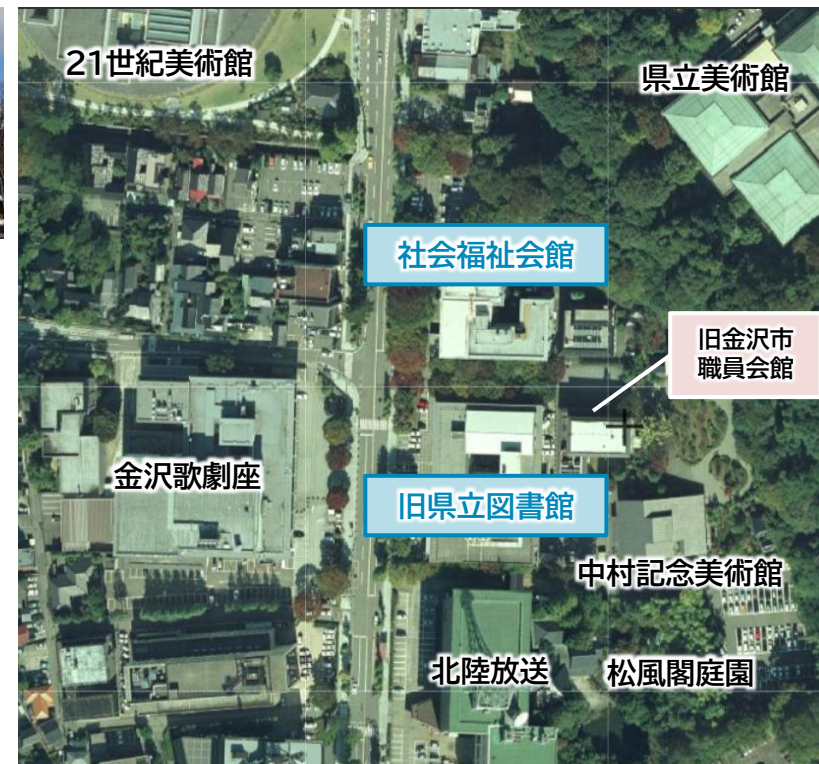 21世紀美術館
県立美術館
社会福祉会館
旧金沢市
職員会館
金沢歌劇座
旧県立図書館
中村記念美術館
北陸放送
松風閣庭園